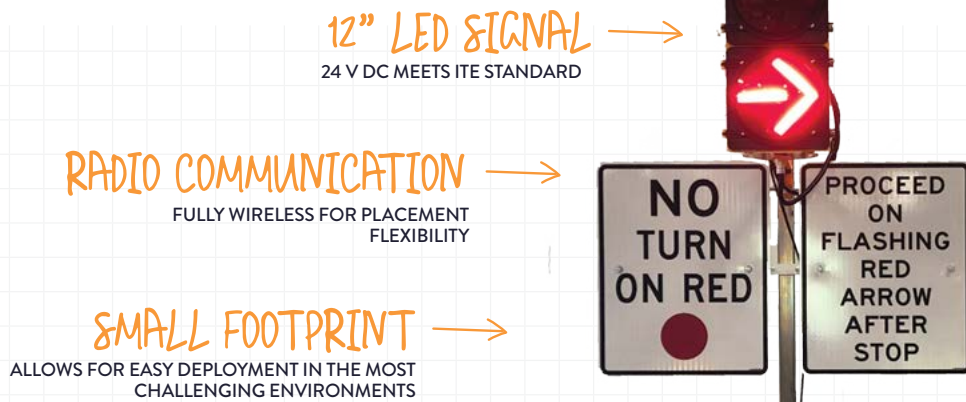 12” LED SIGNAL
24 V DC MEETS ITE STANDARD
RADIO COMMUNICATION
FULLY WIRELESS FOR PLACEMENT
FLEXIBILITY
SMALL FOOTPRINT
ALLOWS FOR EASY DEPLOYMENT IN THE MOST
CHALLENGING ENVIRONMENTS
NO
TURN
ON RED
PROCEED
ON
FLASHING
RED
ARROW
AFTER
STOP